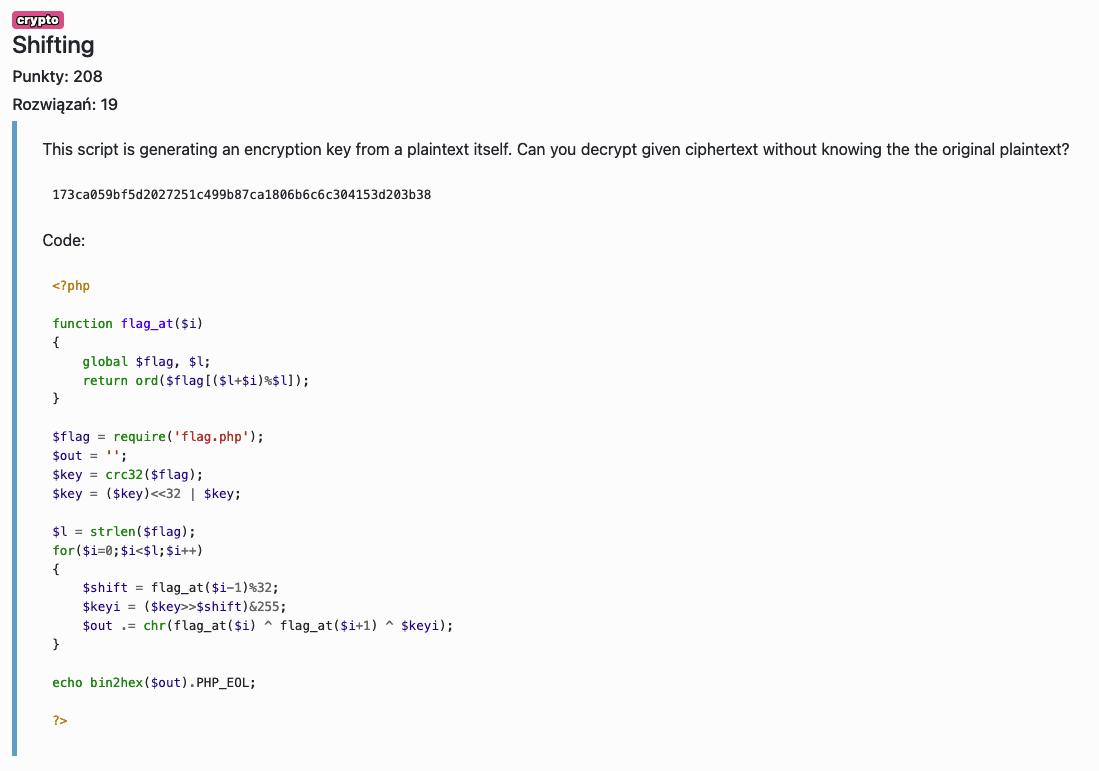 crypto
Shifting
Punkty: 208
Rozwiązań: 19
This script is generating an encryption key from a plaintext itself. Can you decrypt given ciphertext without knowing the the original plaintext?
173ca059bf5d2027251c499b87ca1806b6c6c304153d203b38
Code:
<?php
function flag_at($i)
{
    global $flag, $l;
    return ord($flag[($l+$i)%$l]);
}
$flag = require('flag.php');
$out = '';
$key = crc32($flag);
$key = ($key)<<32 | $key;
$l = strlen($flag);
for($i=0;$i<$l;$i++)
{
    $shift = flag_at($i-1)%32;
    $keyi = ($key>>$shift)&255;
    $out .= chr(flag_at($i) ^ flag_at($i+1) ^ $keyi);
}
echo bin2hex($out).PHP_EOL;
?>